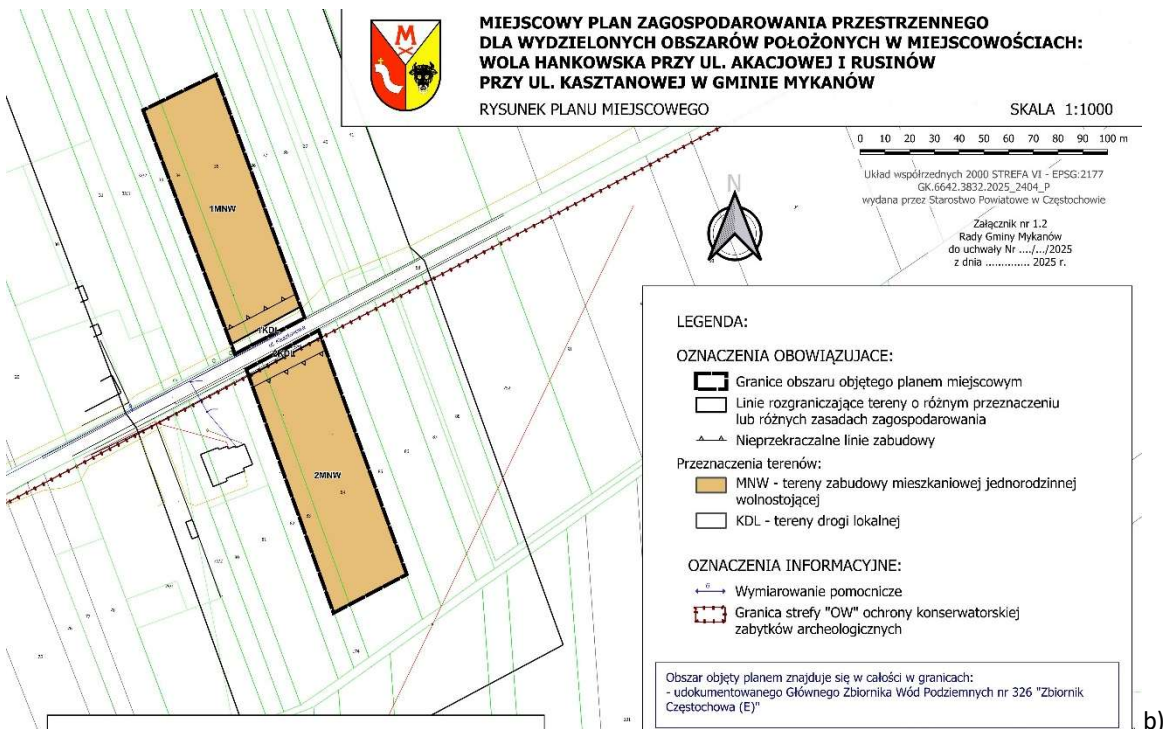 MIEJSCOWY PLAN ZAGOSPODAROWANIA PRZESTRZENNEGO
DLA WYDZIELONYCH OBSZARÓW POŁOŻONYCH W MIEJSCOWOŚCIACH:
WOLA HANKOWSKA PRZY UL. AKACJOWEJ I RUSINÓW
PRZY UL. KASZTANOWEJ W GMINIE MYKANÓW
RYSUNEK PLANU MIEJSCOWEGO
SKALA 1:1000
M
0 10 20 30 40 50 60 70 80 90 100 m
Układ współrzędnych 2000 STREFA VI - EPSG:2177
GK.6642.3832.2025_2404_P
wydana przez Starostwo Powiatowe w Częstochowie
Załącznik nr 1.2
Rady Gminy Mykanów
do uchwały Nr ..../.../2025
z dnia ............. 2025 r.
N
1MNW
1KDL
ul. Kasztanowa
2KDL
2MNW
LEGENDA:
OZNACZENIA OBOWIĄZUJACE:
Granice obszaru objętego planem miejscowym
Linie rozgraniczające tereny o różnym przeznaczeniu
lub różnych zasadach zagospodarowania
Nieprzekraczalne linie zabudowy
Przeznaczenia terenów:
MNW - tereny zabudowy mieszkaniowej jednorodzinnej
wolnostojącej
KDL - tereny drogi lokalnej
OZNACZENIA INFORMACYJNE:
6 Wymiarowanie pomocnicze
Granica strefy "OW" ochrony konserwatorskiej
zabytków archeologicznych
Obszar objęty planem znajduje się w całości w granicach:
- udokumentowanego Głównego Zbiornika Wód Podziemnych nr 326 "Zbiornik
Częstochowa (E)"
b)